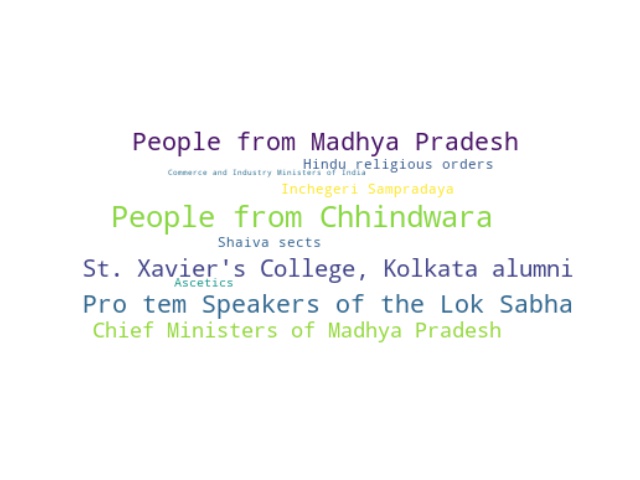 People from Madhya Pradesh
Hindu religious orders
Commerce and Industry Ministers of India
Inchegeri Sampradaya
People from Chhindwara
Shaiva sects
St. Xavier's College, Kolkata alumni
Ascetics
Pro tem Speakers of the Lok Sabha
Chief Ministers of Madhya Pradesh